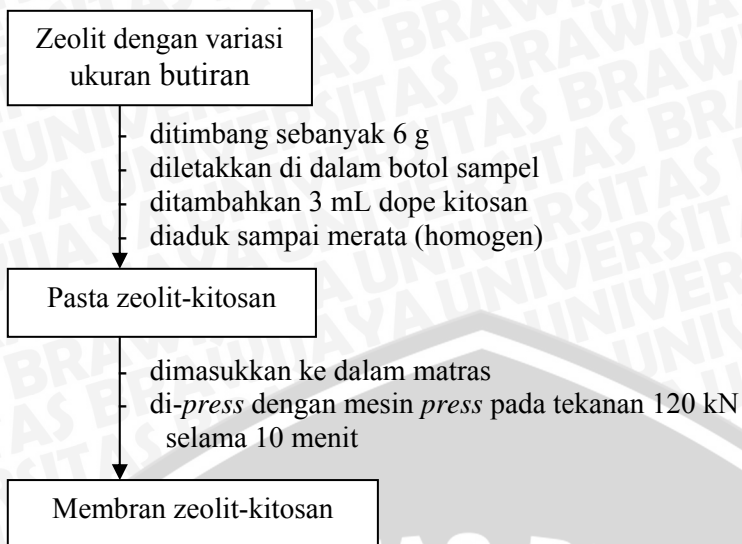 Zeolit dengan variasi
ukuran butiran
- ditimbang sebanyak 6 g
- diletakkan di dalam botol sampel
- ditambahkan 3 mL dope kitosan
- diaduk sampai merata (homogen)
Pasta zeolit-kitosan
- dimasukkan ke dalam matras
- di-press dengan mesin press pada tekanan 120 kN
selama 10 menit
Membran zeolit-kitosan